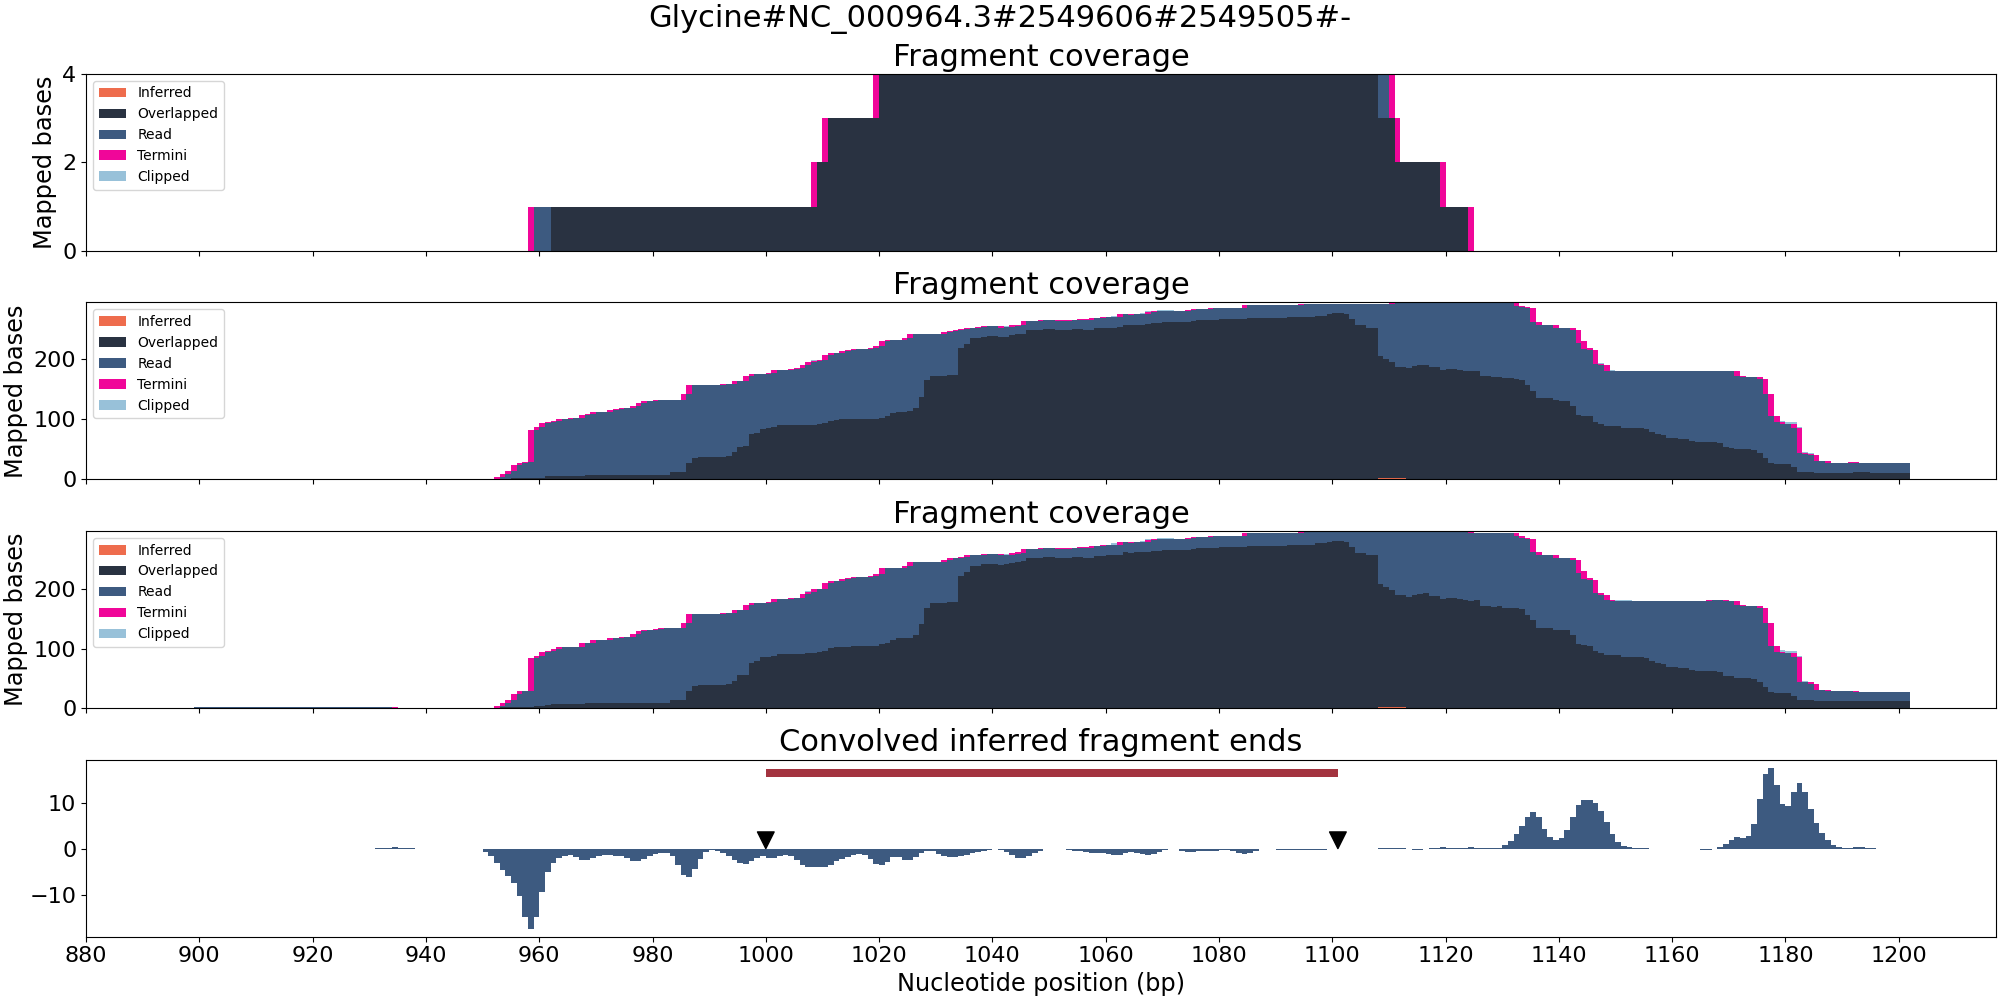 Glycine#NC_000964.3#2549606#2549505#-
Fragment coverage
Mapped bases
4
2
0
Inferred
Overlapped
Read
Termini
Clipped
Fragment coverage
Mapped bases
200
100
0
Inferred
Overlapped
Read
Termini
Clipped
Fragment coverage
Mapped bases
200
100
0
Inferred
Overlapped
Read
Termini
Clipped
Convolved inferred fragment ends
10
0
−10
880 900 920 940 960 980 1000 1020 1040 1060 1080 1100 1120 1140 1160 1180 1200
Nucleotide position (bp)